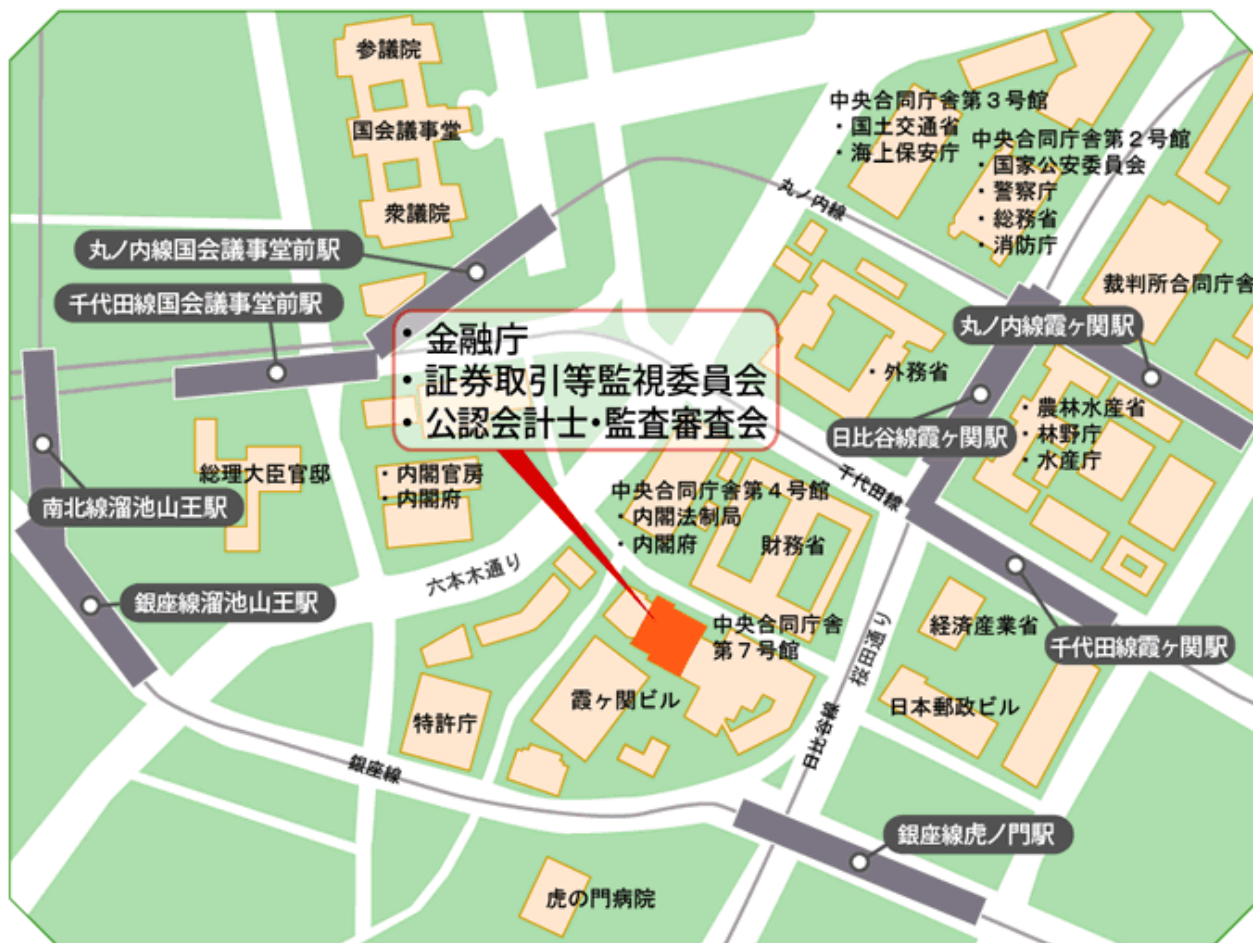 参議院
国会議事堂
衆議院
中央合同庁舎第３号館
・国土交通省
・海上保安庁
中央合同庁舎第２号館
・国家公安委員会
・警察庁
・総務省
・消防庁
丸ノ内線
裁判所合同庁舎
丸ノ内線国会議事堂前駅
千代田線国会議事堂前駅
・金融庁
・証券取引等監視委員会
・公認会計士・監査審査会
丸ノ内線霞ヶ関駅
・外務省
日比谷線霞ヶ関駅
・農林水産省
・林野庁
・水産庁
総理大臣官邸
・内閣官房
・内閣府
南北線溜池山王駅
中央合同庁舎第４号館
・内閣法制局
・内閣府
千代田線
財務省
六本木通り
銀座線溜池山王駅
中央合同庁舎
第７号館
経済産業省
千代田線霞ヶ関駅
桜田通り
霞ヶ関ビル
特許庁
日本郵政ビル
日比谷線
銀座線
銀座線虎ノ門駅
虎の門病院